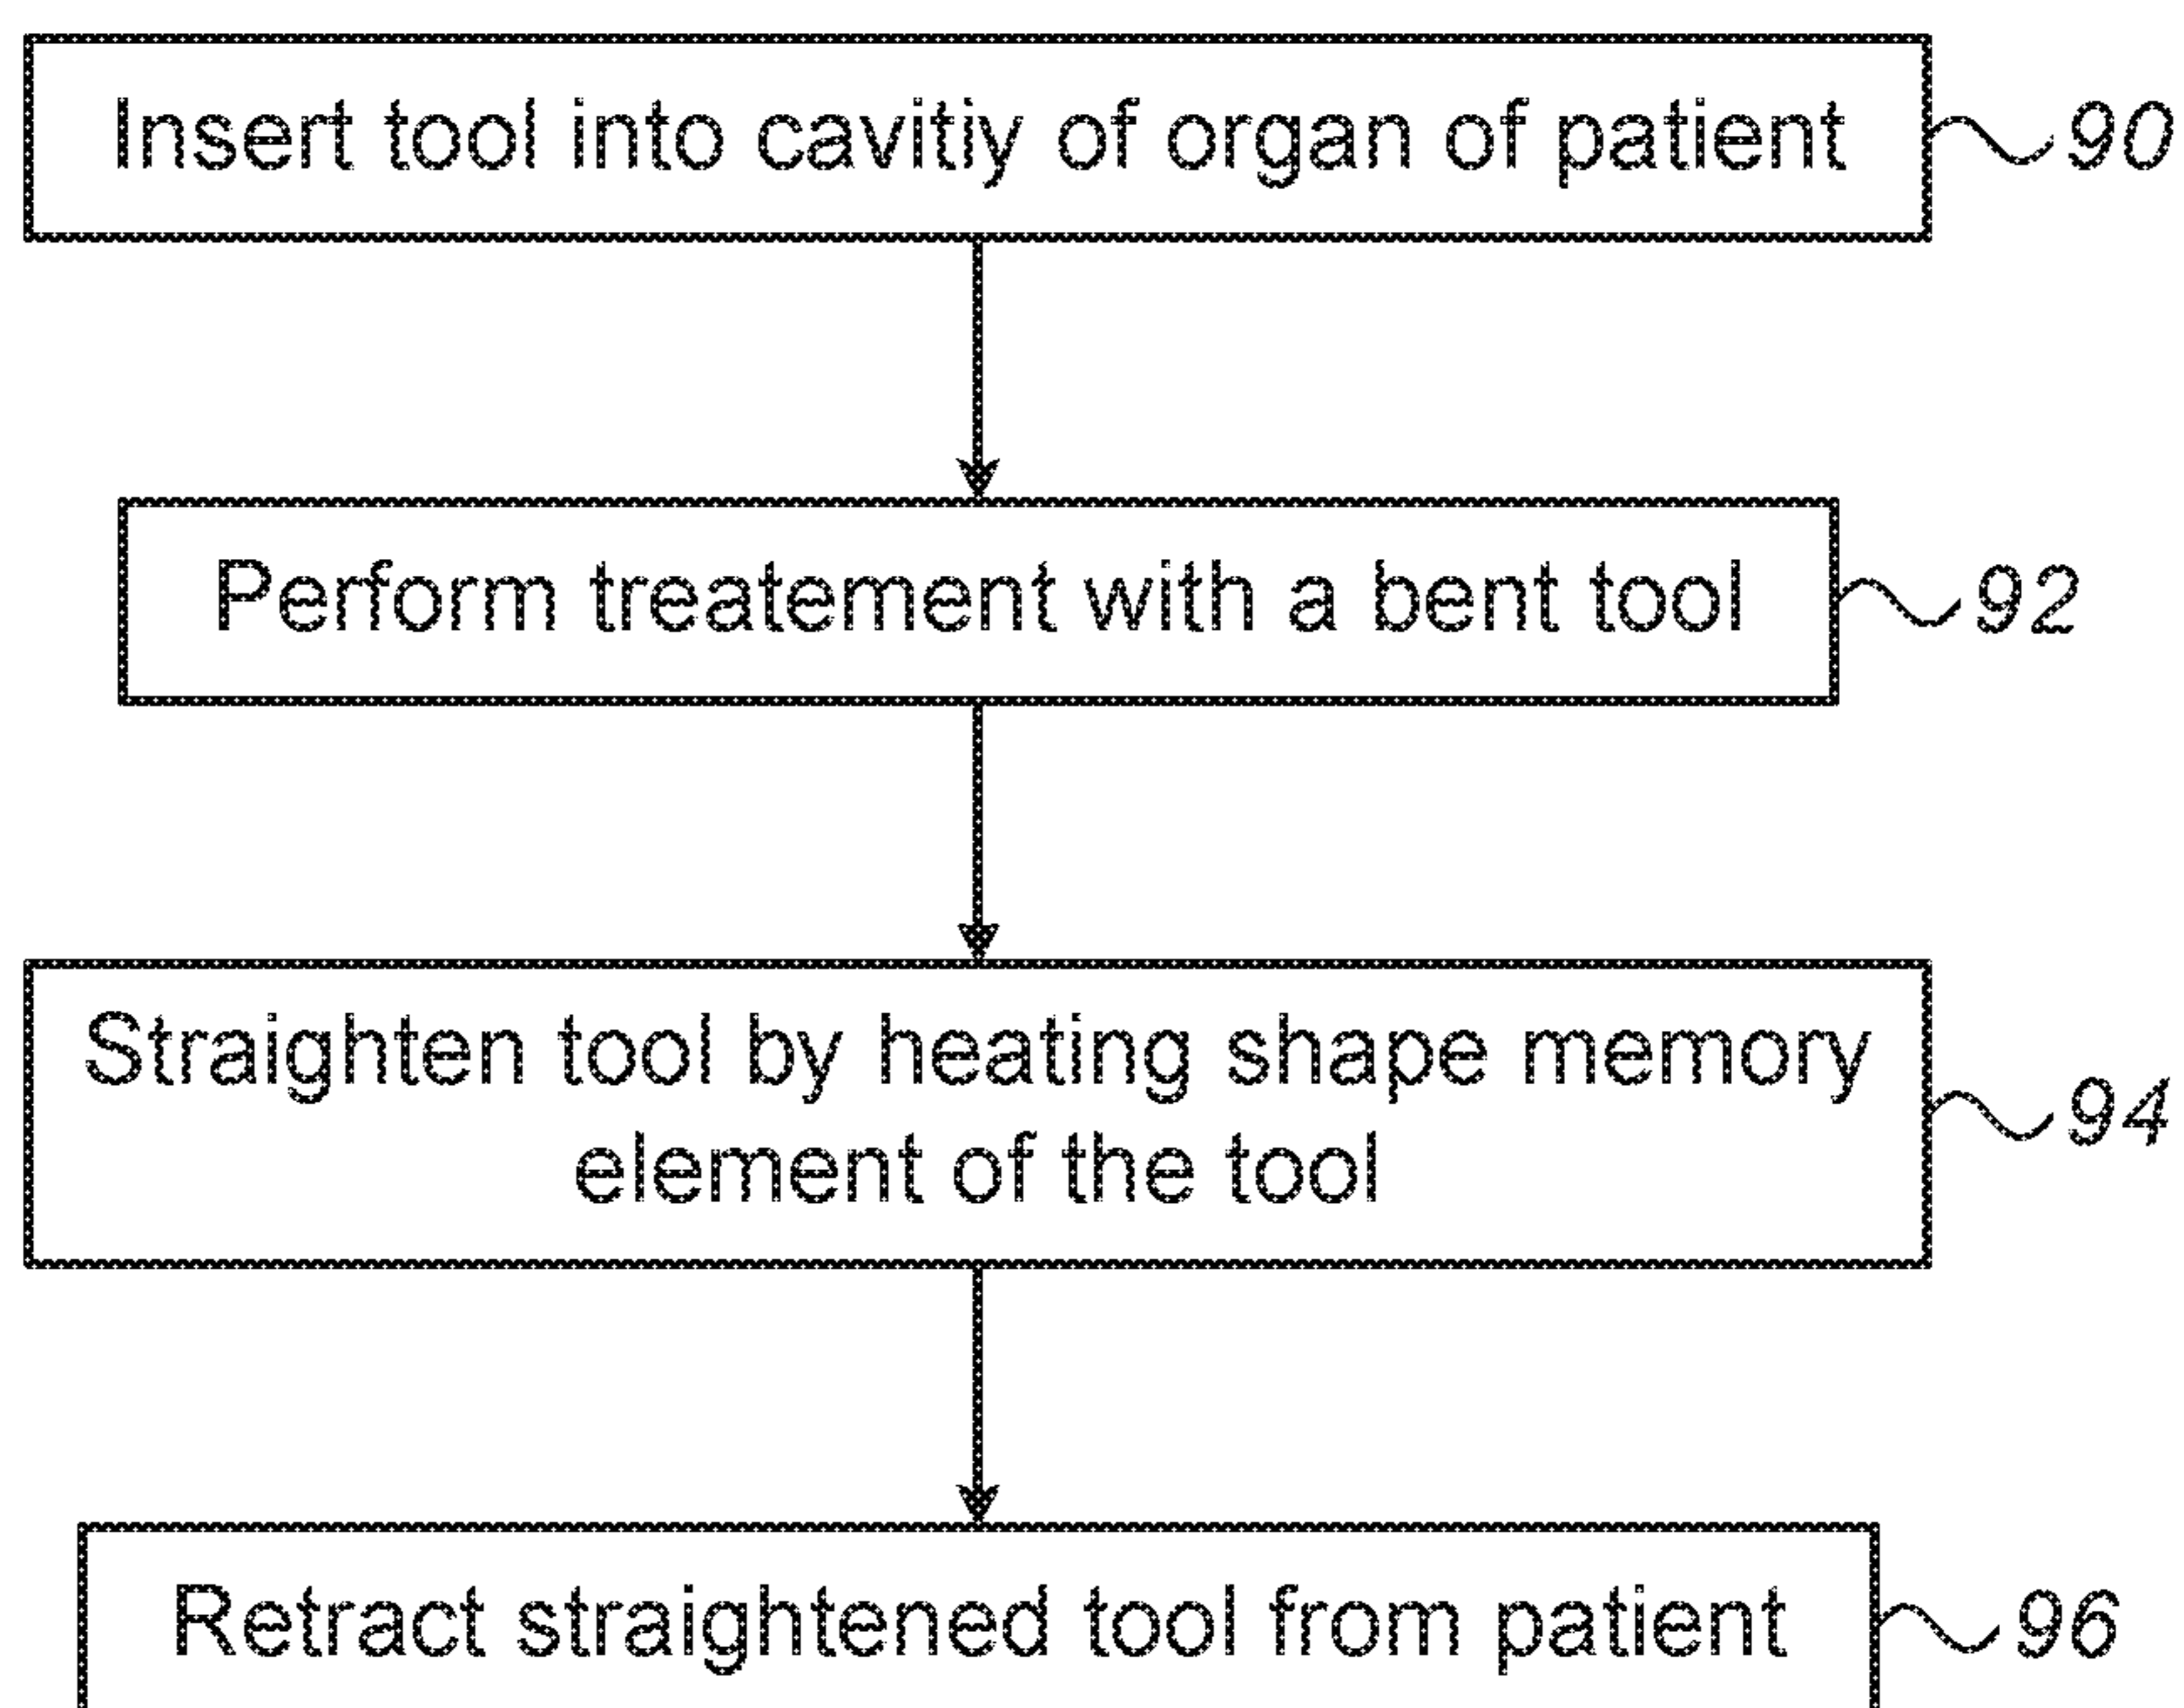 Insert tool into cavitiy of organ of patient 90
Perform treatement with a bent tool 92
Straighten tool by heating shape memory
element of the tool
94
Retract straightened tool from patient 96